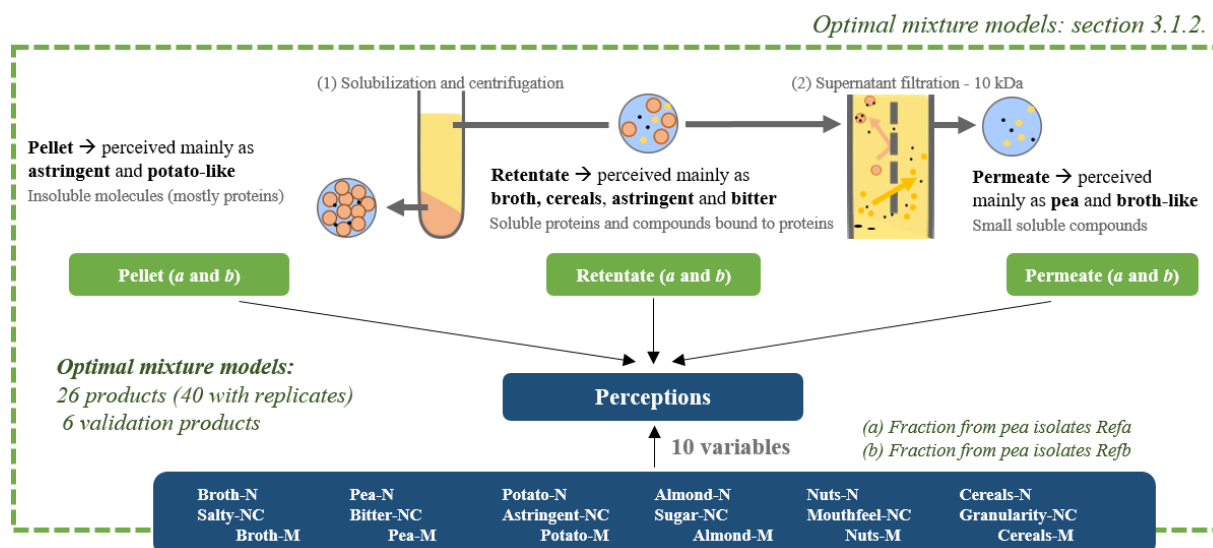 Optimal mixture models: section 3.1.2.
(1) Solubilization and centrifugation
(2) Supernatant filtration - 10 kDa
Pellet → perceived mainly as
astringent and potato-like
Insoluble molecules (mostly proteins)
Retentate → perceived mainly as
broth, cereals, astringent and bitter
Soluble proteins and compounds bound to proteins
Permeate → perceived
mainly as pea and broth-like
Small soluble compounds
Pellet (a and b)
Retentate (a and b)
Permeate (a and b)
Optimal mixture models:
26 products (40 with replicates)
6 validation products
Perceptions
10 variables
(a) Fraction from pea isolates Refa
(b) Fraction from pea isolates Refb
Broth-N Pea-N Potato-N Almond-N Nuts-N Cereals-N
Salty-NC Bitter-NC Astringent-NC Sugar-NC Mouthfeel-NC Granularity-NC
Broth-M Pea-M Potato-M Almond-M Nuts-M Cereals-M